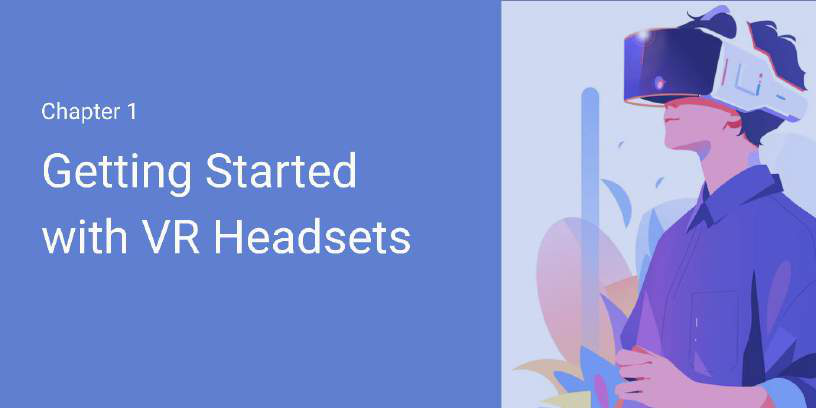 Chapter 1
Getting Started
with VR Headsets